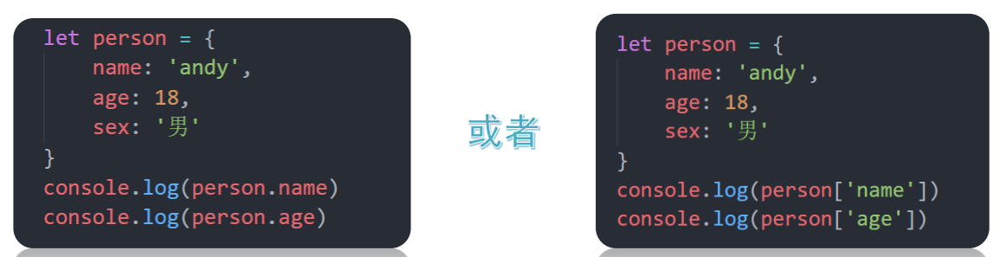 let person = {
    name: 'andy',
    age: 18,
    sex: '男'
}
console.log(person.name)
console.log(person.age)
或者
let person = {
    name: 'andy',
    age: 18,
    sex: '男'
}
console.log(person['name'])
console.log(person['age'])